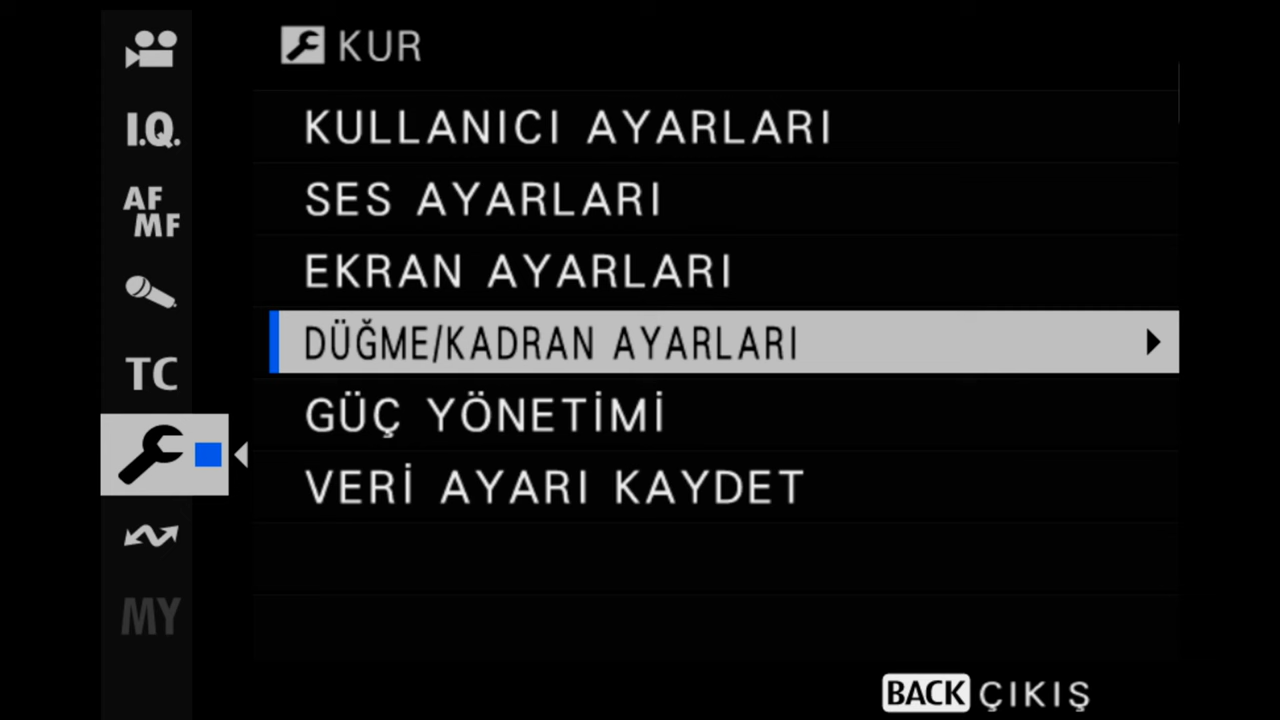 KUR
I.Q.
AF
MF
TC
MY
KULLANICI AYARLARI
SES AYARLARI
EKRAN AYARLARI
DÜĞME/KADRAN AYARLARI
GÜÇ YÖNETİMİ
VERİ AYARI KAYDET
BACK ÇIKIŞ